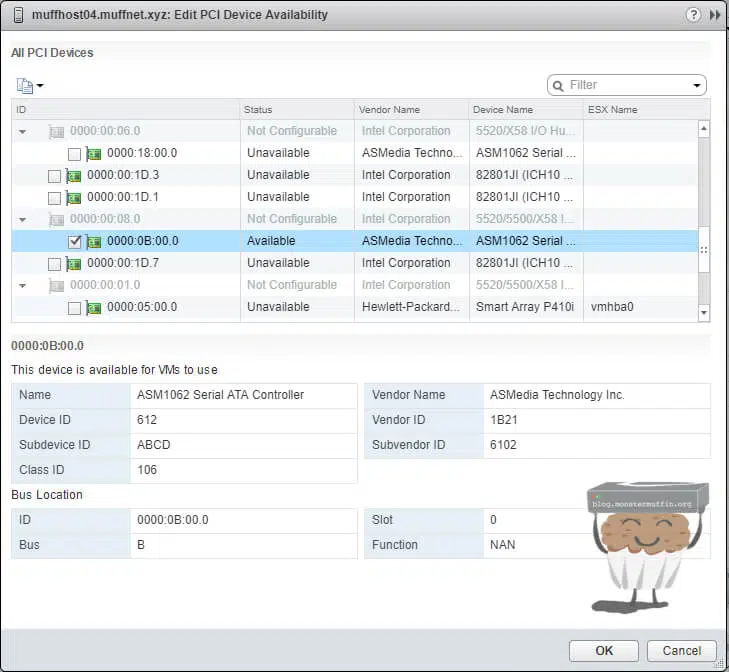 muffhost04.muffnet.xyz: Edit PCI Device Availability
All PCI Devices
Filter
ID Status Vendor Name Device Name ESX Name
0000:00:06.0 Not Configurable Intel Corporation 5520/X58 I/O Hu...
0000:18:00.0 Unavailable ASMedia Techno... ASM1062 Serial ...
0000:00:1D.3 Unavailable Intel Corporation 82801JI (ICH10 ...
0000:00:1D.1 Unavailable Intel Corporation 82801JI (ICH10 ...
0000:00:08.0 Not Configurable Intel Corporation 5520/5500/X58 I...
0000:0B:00.0 Available ASMedia Techno... ASM1062 Serial ...
0000:00:1D.7 Unavailable Intel Corporation 82801JI (ICH10 ...
0000:00:01.0 Not Configurable Intel Corporation 5520/5500/X58 I...
0000:05:00.0 Unavailable Hewlett-Packard... Smart Array P410i vmhba0
0000:0B:00.0
This device is available for VMs to use
Name ASM1062 Serial ATA Controller Vendor Name ASMedia Technology Inc.
Device ID 612 Vendor ID 1B21
Subdevice ID ABCD Subvendor ID 6102
Class ID 106
Bus Location
ID 0000:0B:00.0 Slot 0
Bus B Function NAN
blog.monstermuffin.org
OK Cancel